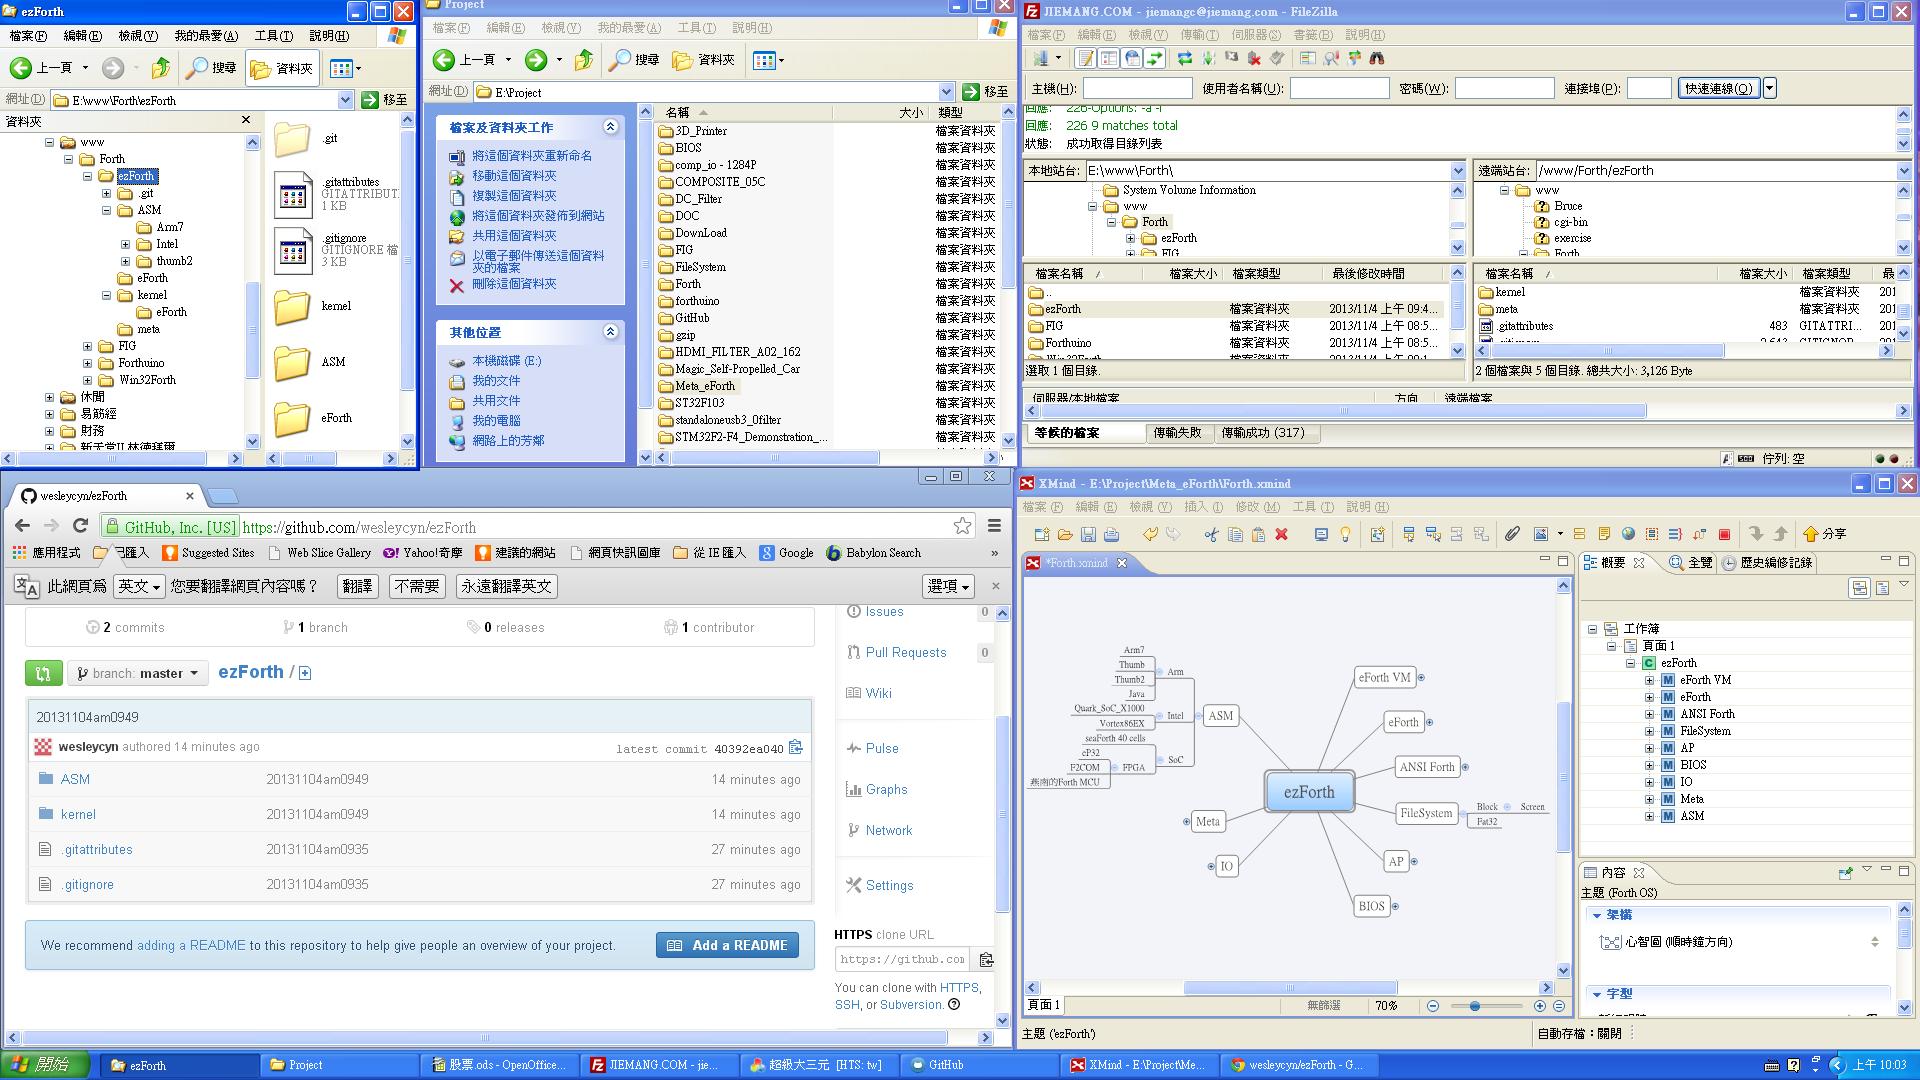 ezForth
檔案(F) 編輯(E) 檢視(V) 我的最愛(A) 工具(T) 說明(H)
上一頁 搜尋 資料夾
網址(D) E:\www\Forth\ezForth 移至
資料夾
www
Forth
ezForth
.git
ASM
Arm7
Intel
thumb2
eForth
kernel
eForth
meta
FIG
Forthuino
Win32Forth
休閒
易筋經
財務
.git
.gitattributes
GITATTRIBUT...
1 KB
.gitignore
GITIGNORE 檔
3 KB
kernel
ASM
eForth
Project
檔案(F) 編輯(E) 檢視(V) 我的最愛(A) 工具(T) 說明(H)
上一頁 搜尋 資料夾
網址(D) E:\Project 移至
檔案及資料夾工作
將這個資料夾重新命名
移動這個資料夾
複製這個資料夾
將這個資料夾發佈到網站
共用這個資料夾
以電子郵件傳送這個資料
夾的檔案
刪除這個資料夾
其他位置
本機磁碟 (E:)
我的文件
共用文件
我的電腦
網路上的芳鄰
名稱 大小 類型
3D_Printer 檔案資料夾
BIOS 檔案資料夾
comp_io - 1284P 檔案資料夾
COMPOSITE_05C 檔案資料夾
DC_Filter 檔案資料夾
DOC 檔案資料夾
DownLoad 檔案資料夾
FIG 檔案資料夾
FileSystem 檔案資料夾
Forth 檔案資料夾
forthuino 檔案資料夾
GitHub 檔案資料夾
gzip 檔案資料夾
HDMI_FILTER_A02_162 檔案資料夾
Magic_Self-Propelled_Car 檔案資料夾
Meta_eForth 檔案資料夾
ST32F103 檔案資料夾
standaloneusb3_0filter 檔案資料夾
STM32F2-F4_Demonstration_... 檔案資料夾
JIEMANG.COM - jiemangc@jiemang.com - FileZilla
檔案(F) 編輯(E) 檢視(V) 傳輸(T) 伺服器(S) 書籤(B) 說明(H)
主機(H): 使用者名稱(U): 密碼(W): 連接埠(P): 快速連線(Q)
回應: 226-Options: -a -l
回應: 226 9 matches total
狀態: 成功取得目錄列表
本地站台: E:\www\Forth\
System Volume Information
www
Forth
ezForth
FIG
遠端站台: /www/Forth/ezForth
www
Bruce
cgi-bin
exercise
Forth
檔案名稱 / 檔案大小 檔案類型 最後修改時間
..
ezForth 檔案資料夾 2013/11/4 上午 09:4...
FIG 檔案資料夾 2013/11/4 上午 08:5...
Forthuino 檔案資料夾 2013/11/4 上午 08:5...
Win32Forth 檔案資料夾
選取 1 個目錄.
檔案名稱 / 檔案大小 檔案類型 最
kernel 檔案資料夾 201
meta 檔案資料夾 201
.gitattributes 483 GITATTRI... 201
.gitignore
2 個檔案與 5 個目錄. 總共大小: 3,126 Byte
伺服器/本地檔案 方向 遠端檔案
等候的檔案 傳輸失敗 傳輸成功 (317)
佇列: 空
wesleycyn/ezForth
GitHub, Inc. [US] https://github.com/wesleycyn/ezForth
應用程式 已匯入 Suggested Sites Web Slice Gallery Yahoo!奇摩 建議的網站 網頁快訊圖庫 從 IE 匯入 Google Babylon Search »
此網頁為 英文 您要翻譯網頁內容嗎？ 翻譯 不需要 永遠翻譯英文 選項
2 commits 1 branch 0 releases 1 contributor
branch: master ezForth /
20131104am0949
wesleycyn authored 14 minutes ago latest commit 40392ea040
ASM 20131104am0949 14 minutes ago
kernel 20131104am0949 14 minutes ago
.gitattributes 20131104am0935 27 minutes ago
.gitignore 20131104am0935 27 minutes ago
We recommend adding a README to this repository to help give people an overview of your project. Add a README
Issues 0
Pull Requests 0
Wiki
Pulse
Graphs
Network
Settings
HTTPS clone URL
https://github.com
You can clone with HTTPS,
SSH, or Subversion.
XMind - E:\Project\Meta_eForth\Forth.xmind
檔案(F) 編輯(E) 檢視(V) 插入(I) 修改(M) 工具(T) 說明(H)
分享
*Forth.xmind
Arm7
Thumb
Thumb2
Java
Arm
Quark_SoC_X1000
Vortex86EX
Intel
seaForth 40 cells
eP32
F2COM
燕南的Forth MCU
FPGA
SoC
ASM
Meta
IO
ezForth
eForth VM
eForth
ANSI Forth
FileSystem
Block
Screen
Fat32
AP
BIOS
頁面 1 無篩選 70%
主題 ('ezForth') 自動存檔：關閉
概要 全覽 歷史編修記錄
工作簿
頁面 1
ezForth
eForth VM
eForth
ANSI Forth
FileSystem
AP
BIOS
IO
Meta
ASM
內容
主題 (Forth OS)
架構
心智圖 (順時鐘方向)
字型
開始 ezForth Project 股票.ods - OpenOffice... JIEMANG.COM - jie... 超級大三元 [HTS: tw] GitHub XMind - E:\Project\Me... wesleycyn/ezForth - G... 上午 10:03